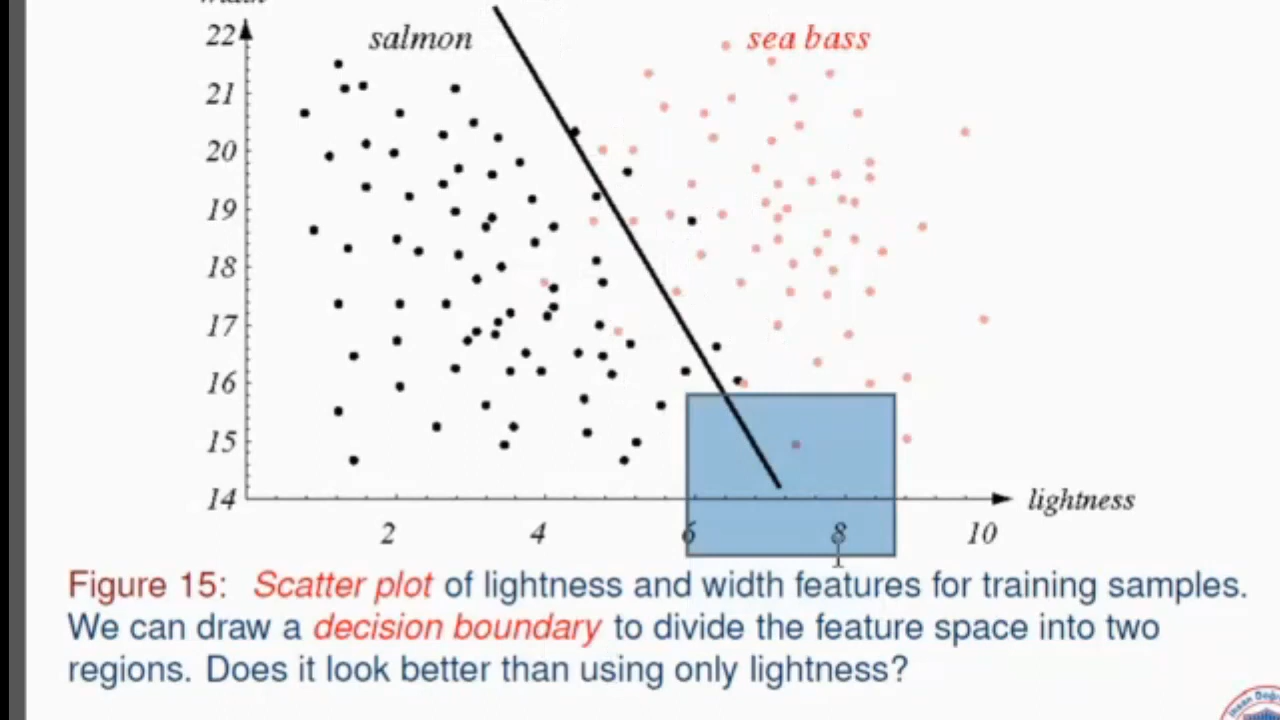 width
22
salmon
sea bass
21
20
19
18
17
16
15
14
lightness
2
4
6
8
10
Figure 15: Scatter plot of lightness and width features for training samples.
We can draw a decision boundary to divide the feature space into two
regions. Does it look better than using only lightness?